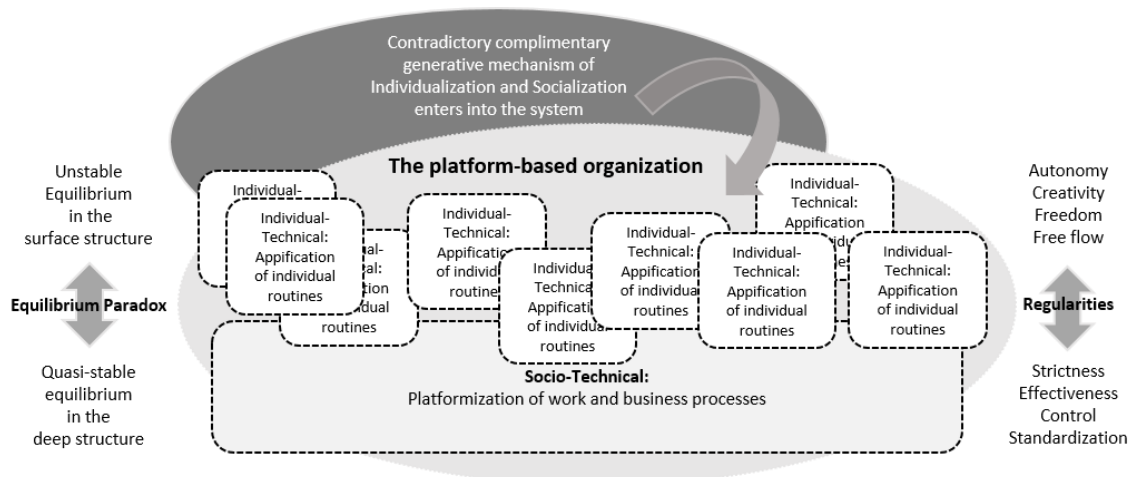 Contradictory complimentary
generative mechanism of
Individualization and Socialization
enters into the system
The platform-based organization
Unstable
Equilibrium
in the
surface structure
Equilibrium Paradox
Quasi-stable
equilibrium
in the
deep structure
Individual-
Individual-
Technical:
Appification
of individual
routines
routines
Individual-
Technical:
Appification
of individual
routines
Appification
of individual
routines
Individual-
Technical:
Appification
of individual
routines
Individual-
Technical:
Appification
Individual-
Technical:
Appification
of individual
routines
Individual-
Technical:
Appification
of individual
routines
Socio-Technical:
Platformization of work and business processes
Autonomy
Creativity
Freedom
Free flow
Regularities
Strictness
Effectiveness
Control
Standardization